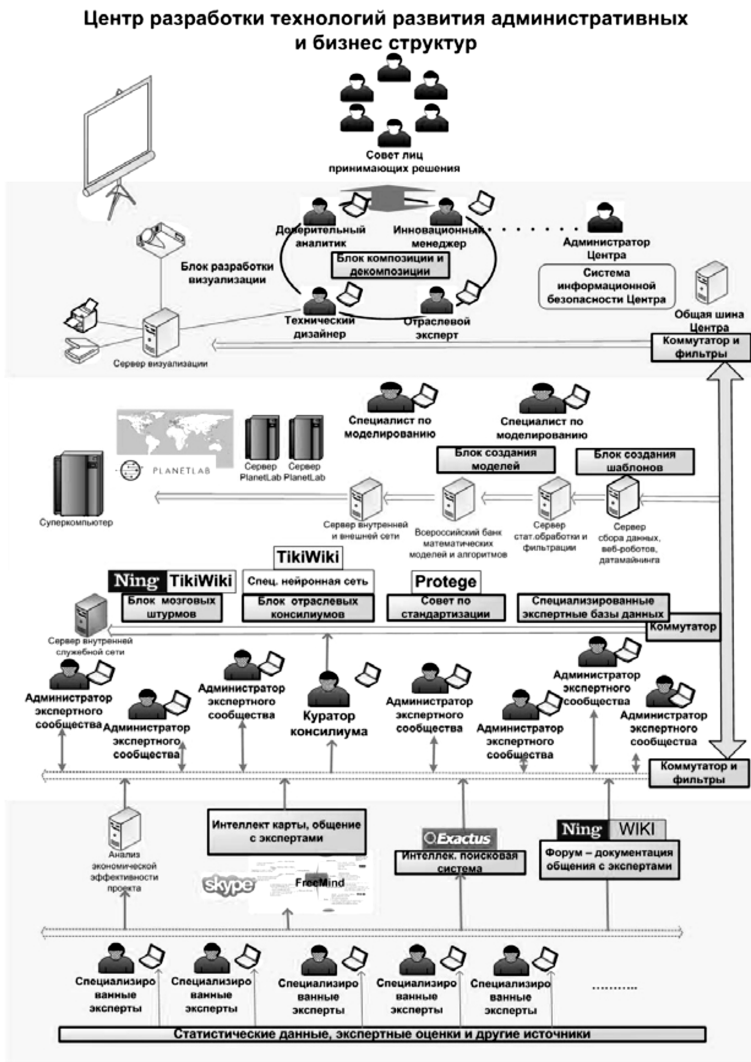 Центр разработки технологий развития административных
и бизнес структур
Совет лиц
принимающих решения
Доверительный
аналитик
Инновационный
менеджер
Администратор
Центра
Блок разработки
визуализации
Блок композиции и
декомпозиции
Система
информационной
безопасности Центра
Технический
дизайнер
Отраслевой
эксперт
Общая шина
Центра
Сервер визуализации
Коммутатор и
фильтры
Специалист по
моделированию
Специалист по
моделированию
PLANETLAB
Сервер
PlanetLab
Сервер
PlanetLab
Блок создания
моделей
Блок создания
шаблонов
Суперкомпьютер
Сервер внутренней
и внешней сети
Всероссийский банк
математических
моделей и алгоритмов
Сервер
стат.обработки и
фильтрации
Сервер
сбора данных,
веб-роботов,
датамайнинга
Ning TikiWiki
Блок мозговых
штурмов
TikiWiki
Спец. нейронная сеть
Блок отраслевых
консилиумов
Protege
Совет по
стандартизации
Специализированные
экспертные базы данных
Коммутатор
Сервер внутренней
служебной сети
Администратор
экспертного
сообщества
Администратор
экспертного
сообщества
Администратор
экспертного
сообщества
Куратор
консилиума
Администратор
экспертного
сообщества
Администратор
экспертного
сообщества
Администратор
экспертного
сообщества
Администратор
экспертного
сообщества
Коммутатор и
фильтры
Анализ
экономической
эффективности
проекта
Интеллект карты, общение
с экспертами
skype
FreeMind
Exactus
Интеллек. поисковая
система
Ning WIKI
Форум – документация
общения с экспертами
Специализиро
ванные
эксперты
Специализиро
ванные
эксперты
Специализиро
ванные
эксперты
Специализиро
ванные
эксперты
Специализиро
ванные
эксперты
...........
Статистические данные, экспертные оценки и другие источники